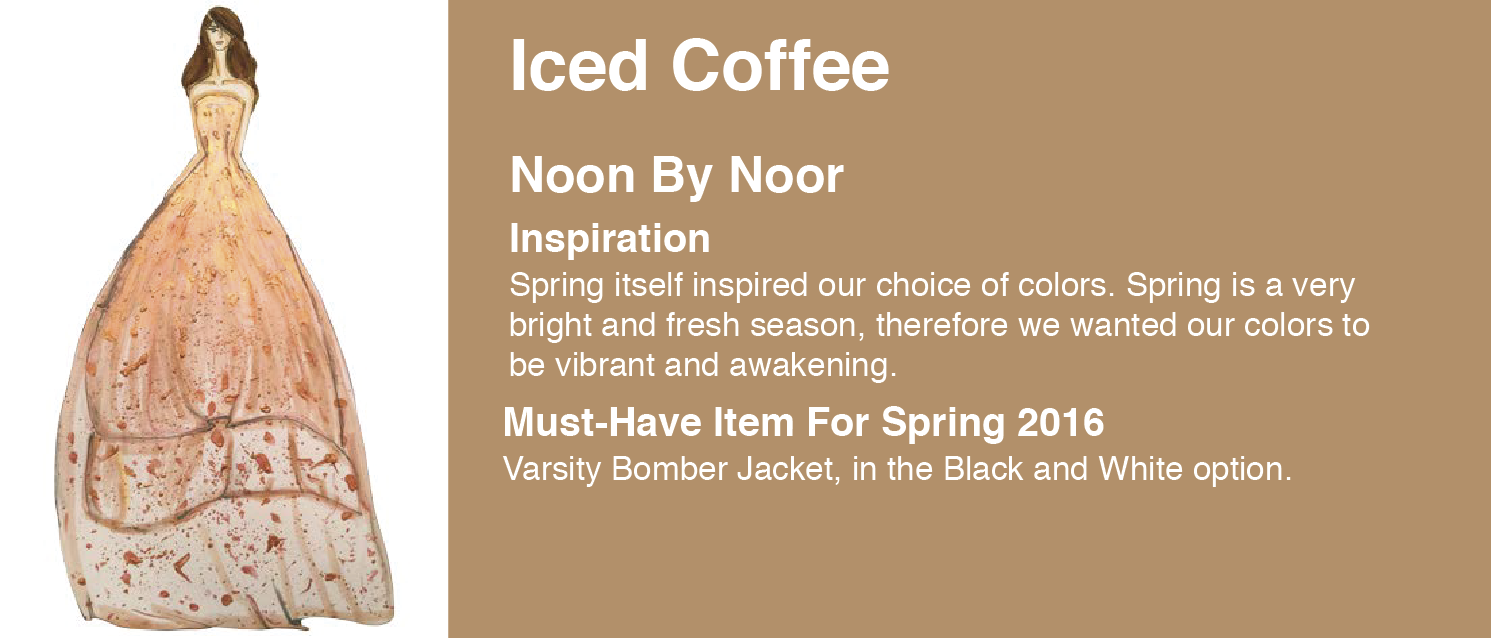 Iced Coffee
Noon By Noor
Inspiration
Spring itself inspired our choice of colors. Spring is a very
bright and fresh season, therefore we wanted our colors to
be vibrant and awakening.
Must-Have Item For Spring 2016
Varsity Bomber Jacket, in the Black and White option.